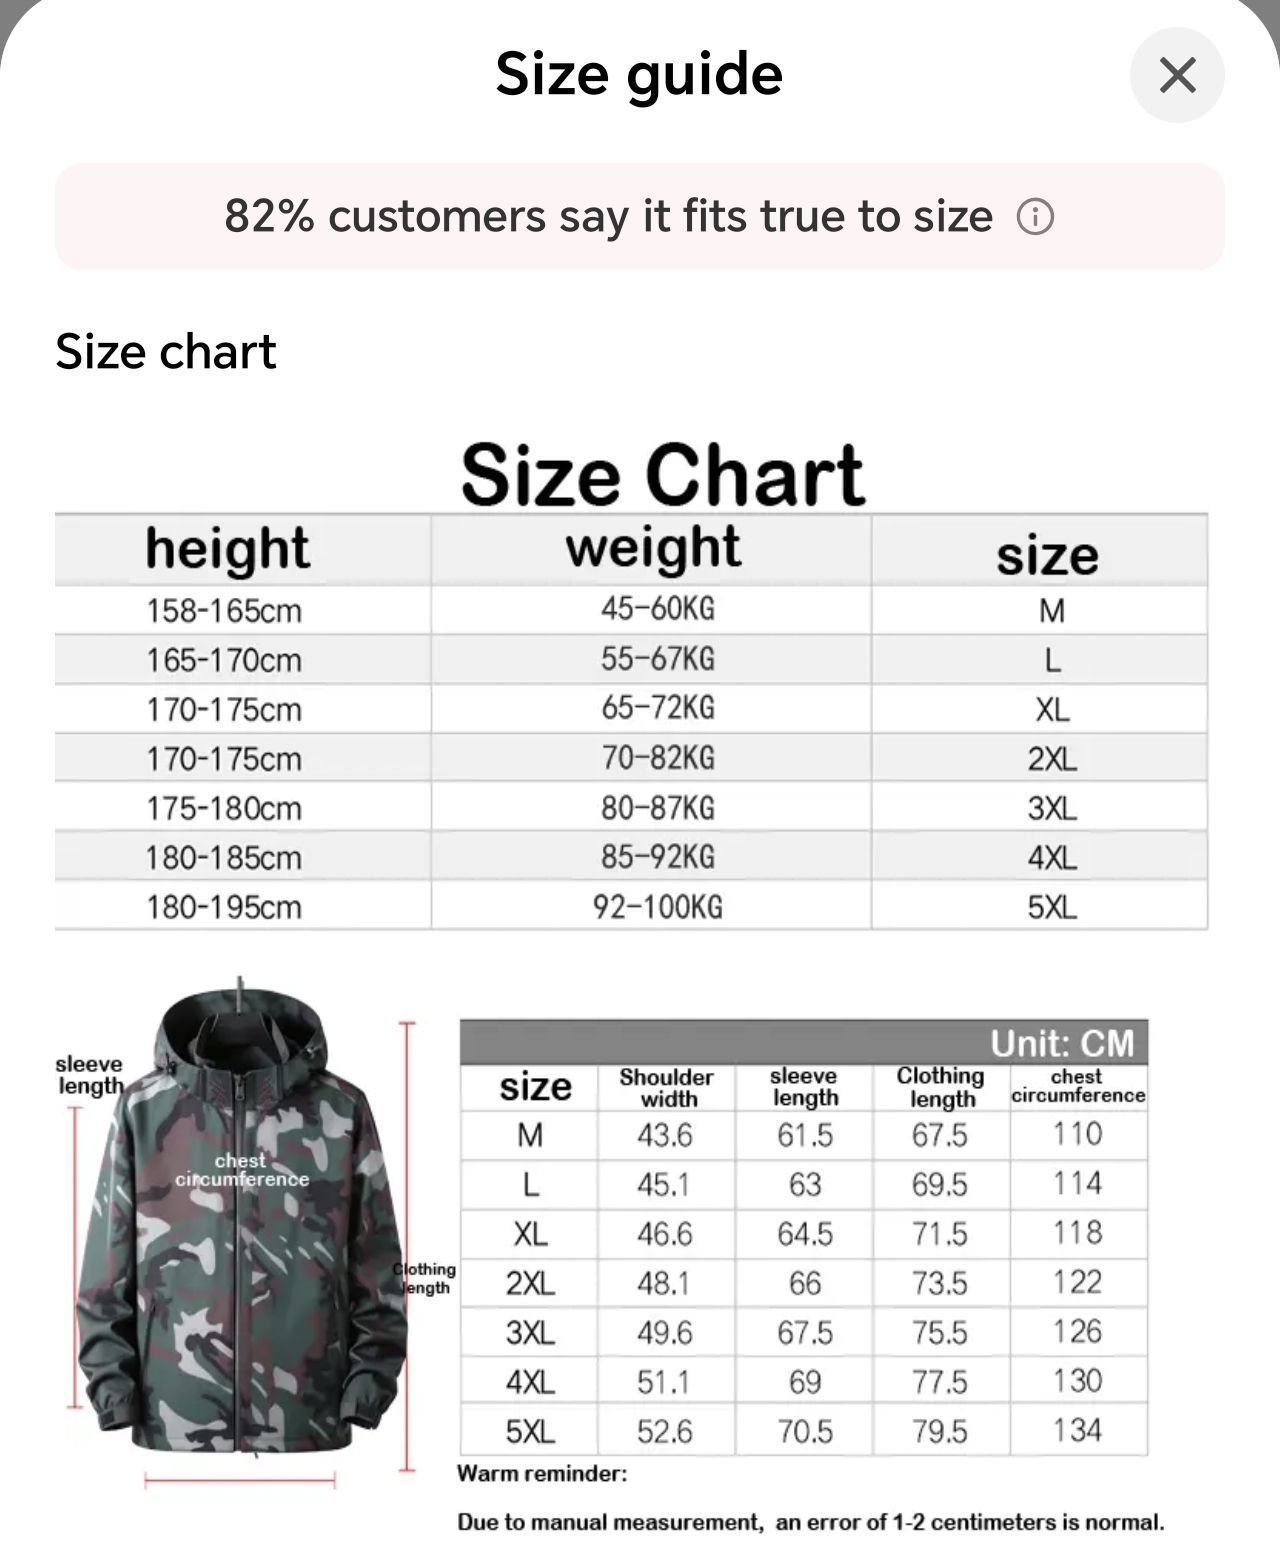 Size guide
82% customers say it fits true to size
Size chart
Size Chart
height weight size
158-165cm 45-60KG M
165-170cm 55-67KG L
170-175cm 65-72KG XL
170-175cm 70-82KG 2XL
175-180cm 80-87KG 3XL
180-185cm 85-92KG 4XL
180-195cm 92-100KG 5XL
sleeve
length
chest
circumference
Clothing
length
Unit: CM
size Shoulder width sleeve length Clothing length chest circumference
M 43.6 61.5 67.5 110
L 45.1 63 69.5 114
XL 46.6 64.5 71.5 118
2XL 48.1 66 73.5 122
3XL 49.6 67.5 75.5 126
4XL 51.1 69 77.5 130
5XL 52.6 70.5 79.5 134
Warm reminder:
Due to manual measurement, an error of 1-2 centimeters is normal.